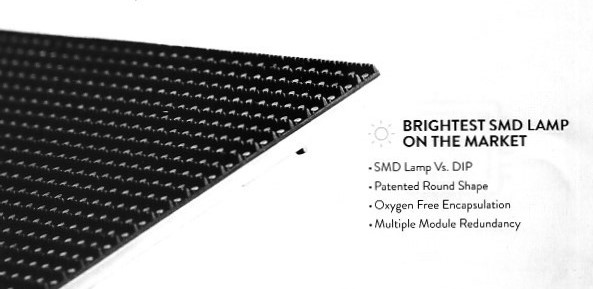 BRIGHTEST SMD LAMP
ON THE MARKET
• SMD Lamp Vs. DIP
• Patented Round Shape
• Oxygen Free Encapsulation
• Multiple Module Redundancy